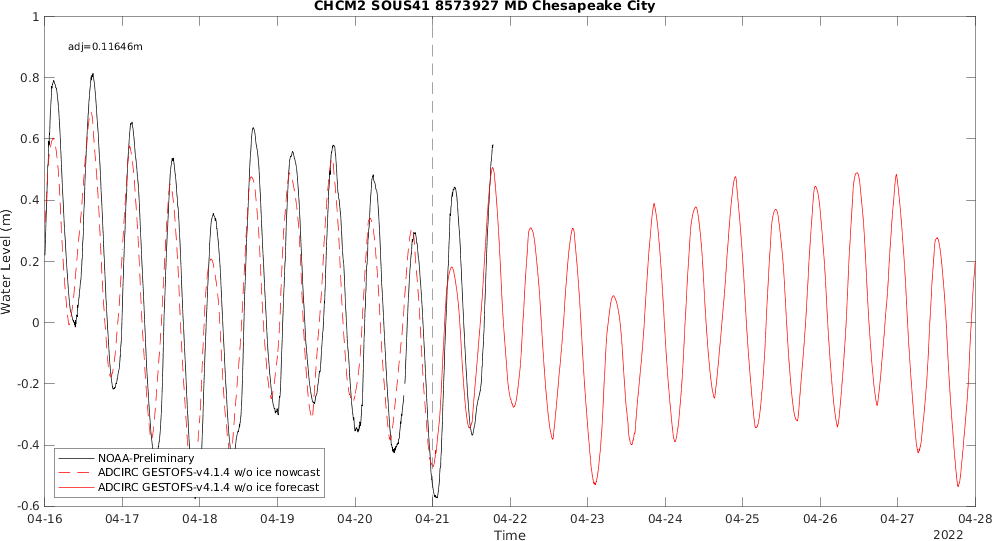 CHCM2 SOUS41 8573927 MD Chesapeake City
adj=0.11646m
1
0.8
0.6
0.4
0.2
0
-0.2
-0.4
-0.6
Water Level (m)
NOAA-Preliminary
ADCIRC GESTOFS-v4.1.4 w/o ice nowcast
ADCIRC GESTOFS-v4.1.4 w/o ice forecast
04-16 04-17 04-18 04-19 04-20 04-21 04-22 04-23 04-24 04-25 04-26 04-27 04-28
Time
2022